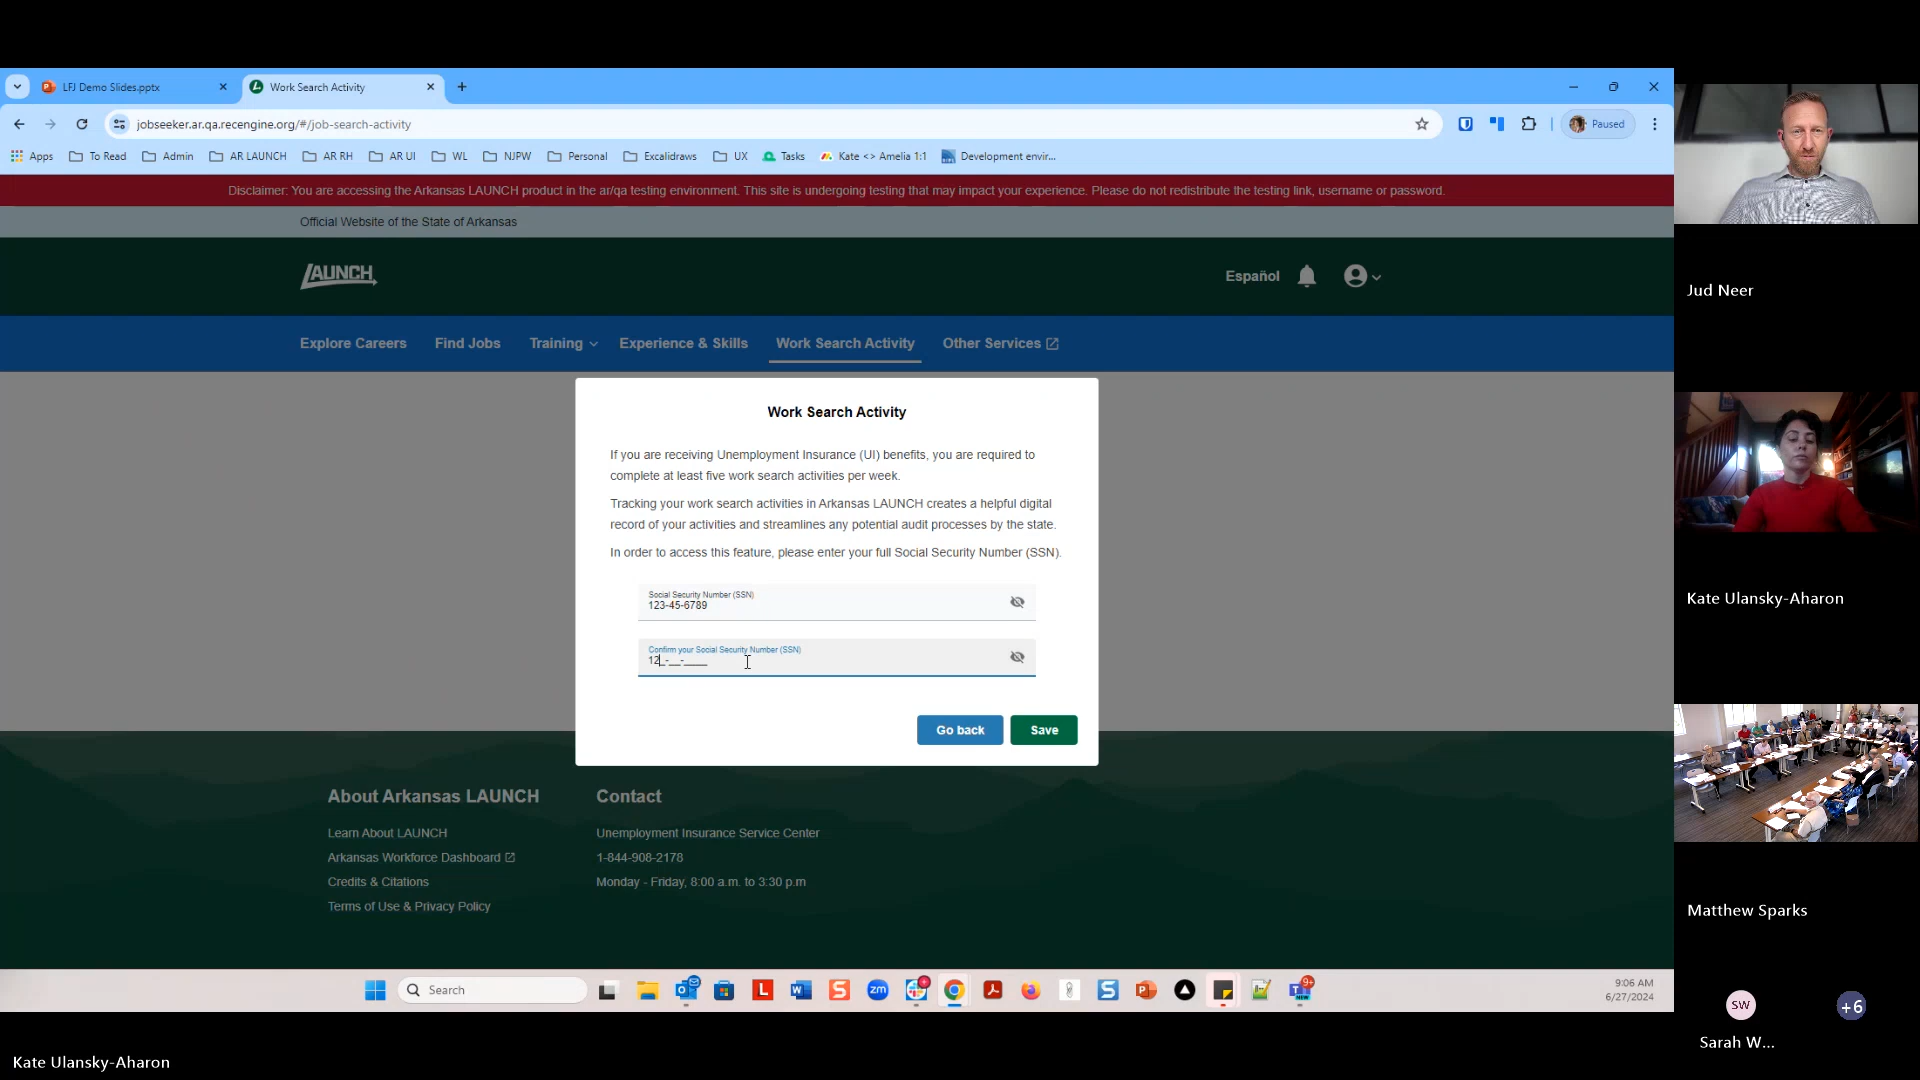 LFJ Demo Slides.pptx
Work Search Activity
jobseeker.ar.qa.recengine.org/#/job-search-activity
Paused
Apps To Read Admin AR LAUNCH AR RH AR UI WL NJPW Personal Excalidraws UX Tasks Kate <> Amelia 1:1 Development envir...
Disclaimer: You are accessing the Arkansas LAUNCH product in the ar/qa testing environment. This site is undergoing testing that may impact your experience. Please do not redistribute the testing link, username or password.
Official Website of the State of Arkansas
LAUNCH
Español
Explore Careers Find Jobs Training Experience & Skills Work Search Activity Other Services
Work Search Activity
If you are receiving Unemployment Insurance (UI) benefits, you are required to
complete at least five work search activities per week.
Tracking your work search activities in Arkansas LAUNCH creates a helpful digital
record of your activities and streamlines any potential audit processes by the state.
In order to access this feature, please enter your full Social Security Number (SSN).
Social Security Number (SSN)
123-45-6789
Confirm your Social Security Number (SSN)
12_-__-____
Go back
Save
About Arkansas LAUNCH
Learn About LAUNCH
Arkansas Workforce Dashboard
Credits & Citations
Terms of Use & Privacy Policy
Contact
Unemployment Insurance Service Center
1-844-908-2178
Monday - Friday, 8:00 a.m. to 3:30 p.m
Search
9:06 AM
6/27/2024
Jud Neer
Kate Ulansky-Aharon
Matthew Sparks
SW
+6
Sarah W...
Kate Ulansky-Aharon